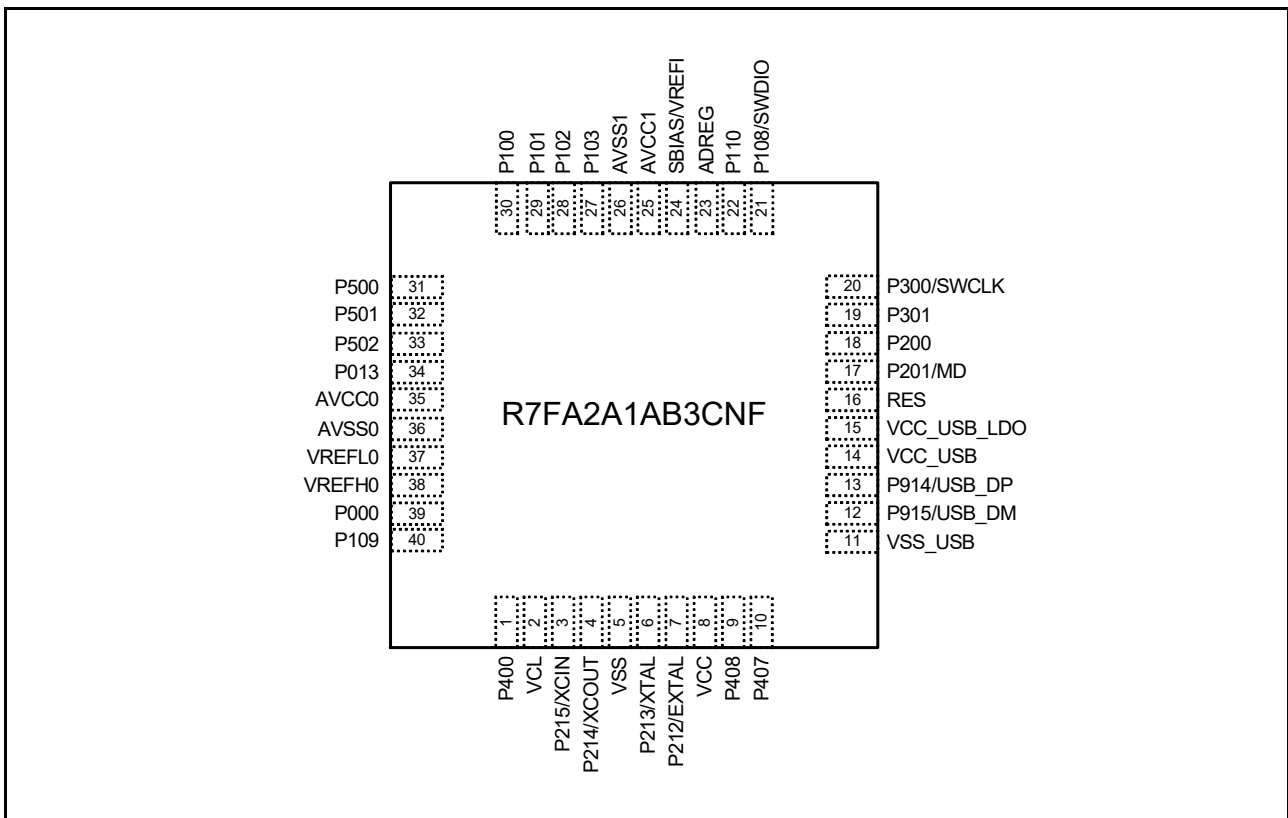 P100
P101
P102
P103
AVSS1
AVCC1
SBIAS/VREFI
ADREG
P110
P108/SWDIO
30
29
28
27
26
25
24
23
22
21
P500 31
P501 32
P502 33
P013 34
AVCC0 35
AVSS0 36
VREFL0 37
VREFH0 38
P000 39
P109 40
R7FA2A1AB3CNF
20 P300/SWCLK
19 P301
18 P200
17 P201/MD
16 RES
15 VCC_USB_LDO
14 VCC_USB
13 P914/USB_DP
12 P915/USB_DM
11 VSS_USB
1
2
3
4
5
6
7
8
9
10
P400
VCL
P215/XCIN
P214/XCOUT
VSS
P213/XTAL
P212/EXTAL
VCC
P408
P407